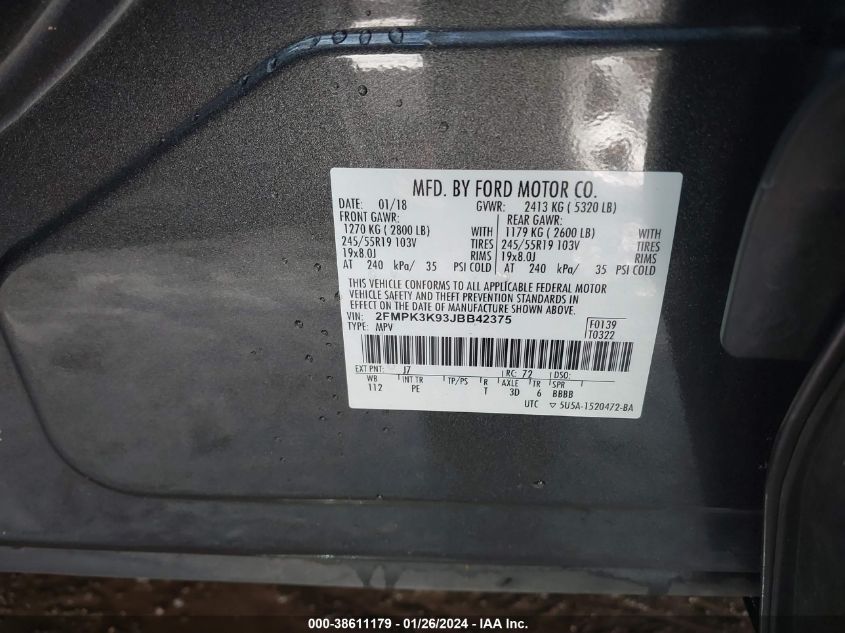 MFD. BY FORD MOTOR CO.
DATE: 01/18 GVWR: 2413 KG ( 5320 LB)
FRONT GAWR: REAR GAWR:
1270 KG ( 2800 LB) WITH 1179 KG ( 2600 LB) WITH
245/55R19 103V TIRES 245/55R19 103V TIRES
19x8.0J RIMS 19x8.0J RIMS
AT 240 kPa/ 35 PSI COLD AT 240 kPa/ 35 PSI COLD
THIS VEHICLE CONFORMS TO ALL APPLICABLE FEDERAL MOTOR
VEHICLE SAFETY AND THEFT PREVENTION STANDARDS IN
EFFECT ON THE DATE OF MANUFACTURE SHOWN ABOVE.
VIN: 2FMPK3K93JBB42375 F0139
TYPE: MPV T0322
EXT PNT: J7 RC: 72 DSO:
WB INT TR TP/PS R AXLE TR SPR
112 PE T 3D 6 BBBB
UTC ▽ 5U5A-1520472-BA
000-38611179 - 01/26/2024 - IAA Inc.